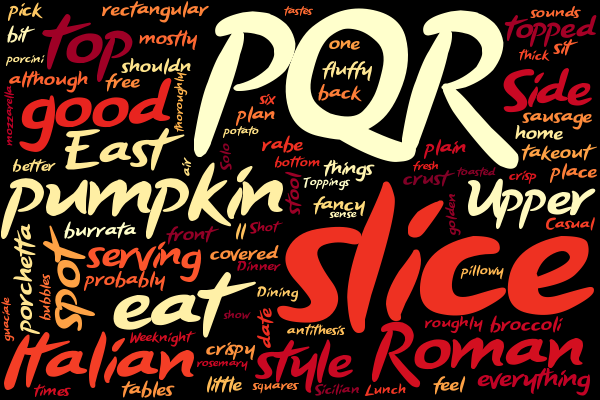 pick
rectangular
tastes
PQR
sounds
bit
top
mostly
one
topped
porcini
shouldn
thick
sit
although
free
fluffy
mozzarella
good
thoroughly
six
back
Side
plan
sausage
East
potato
home
better
air
Solo
rabe
plain
takeout
bottom
things
fresh
crust
toasted
crisp
place
pumpkin
stool
Toppings
fancy
sense
golden
Upper
Casual
porchetta
burrata
front
ll
Shot
slice
spot
serving
covered
Dinner
pillowy
bubbles
probably
eat
Dining
guaciale
show
date
antithesis
roughly
broccoli
Weeknight
Italian
crispy
rosemary
style
Roman
times
tables
little
squares
Sicilian
Lunch
feel
everything